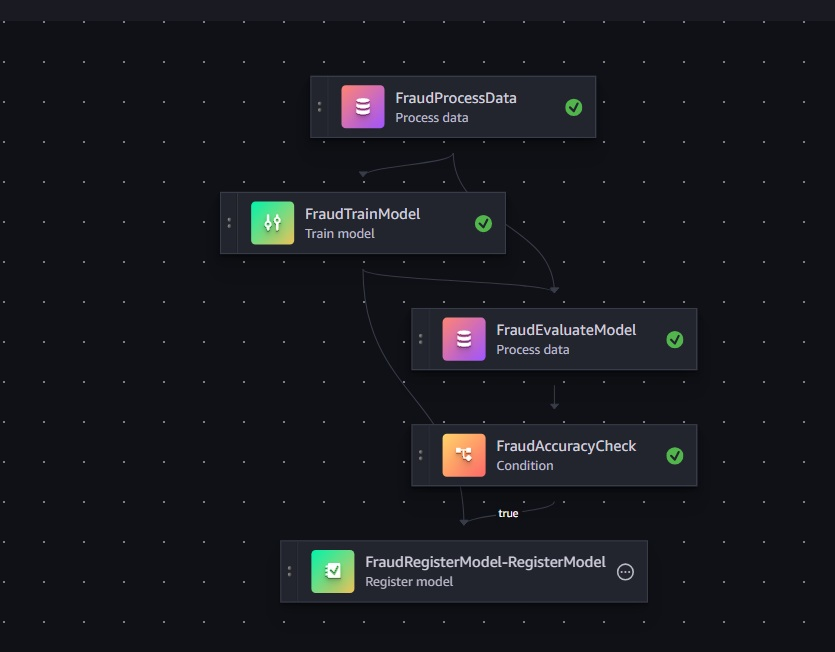 FraudProcessData
Process data
FraudTrainModel
Train model
FraudEvaluateModel
Process data
FraudAccuracyCheck
Condition
true
FraudRegisterModel-RegisterModel
Register model